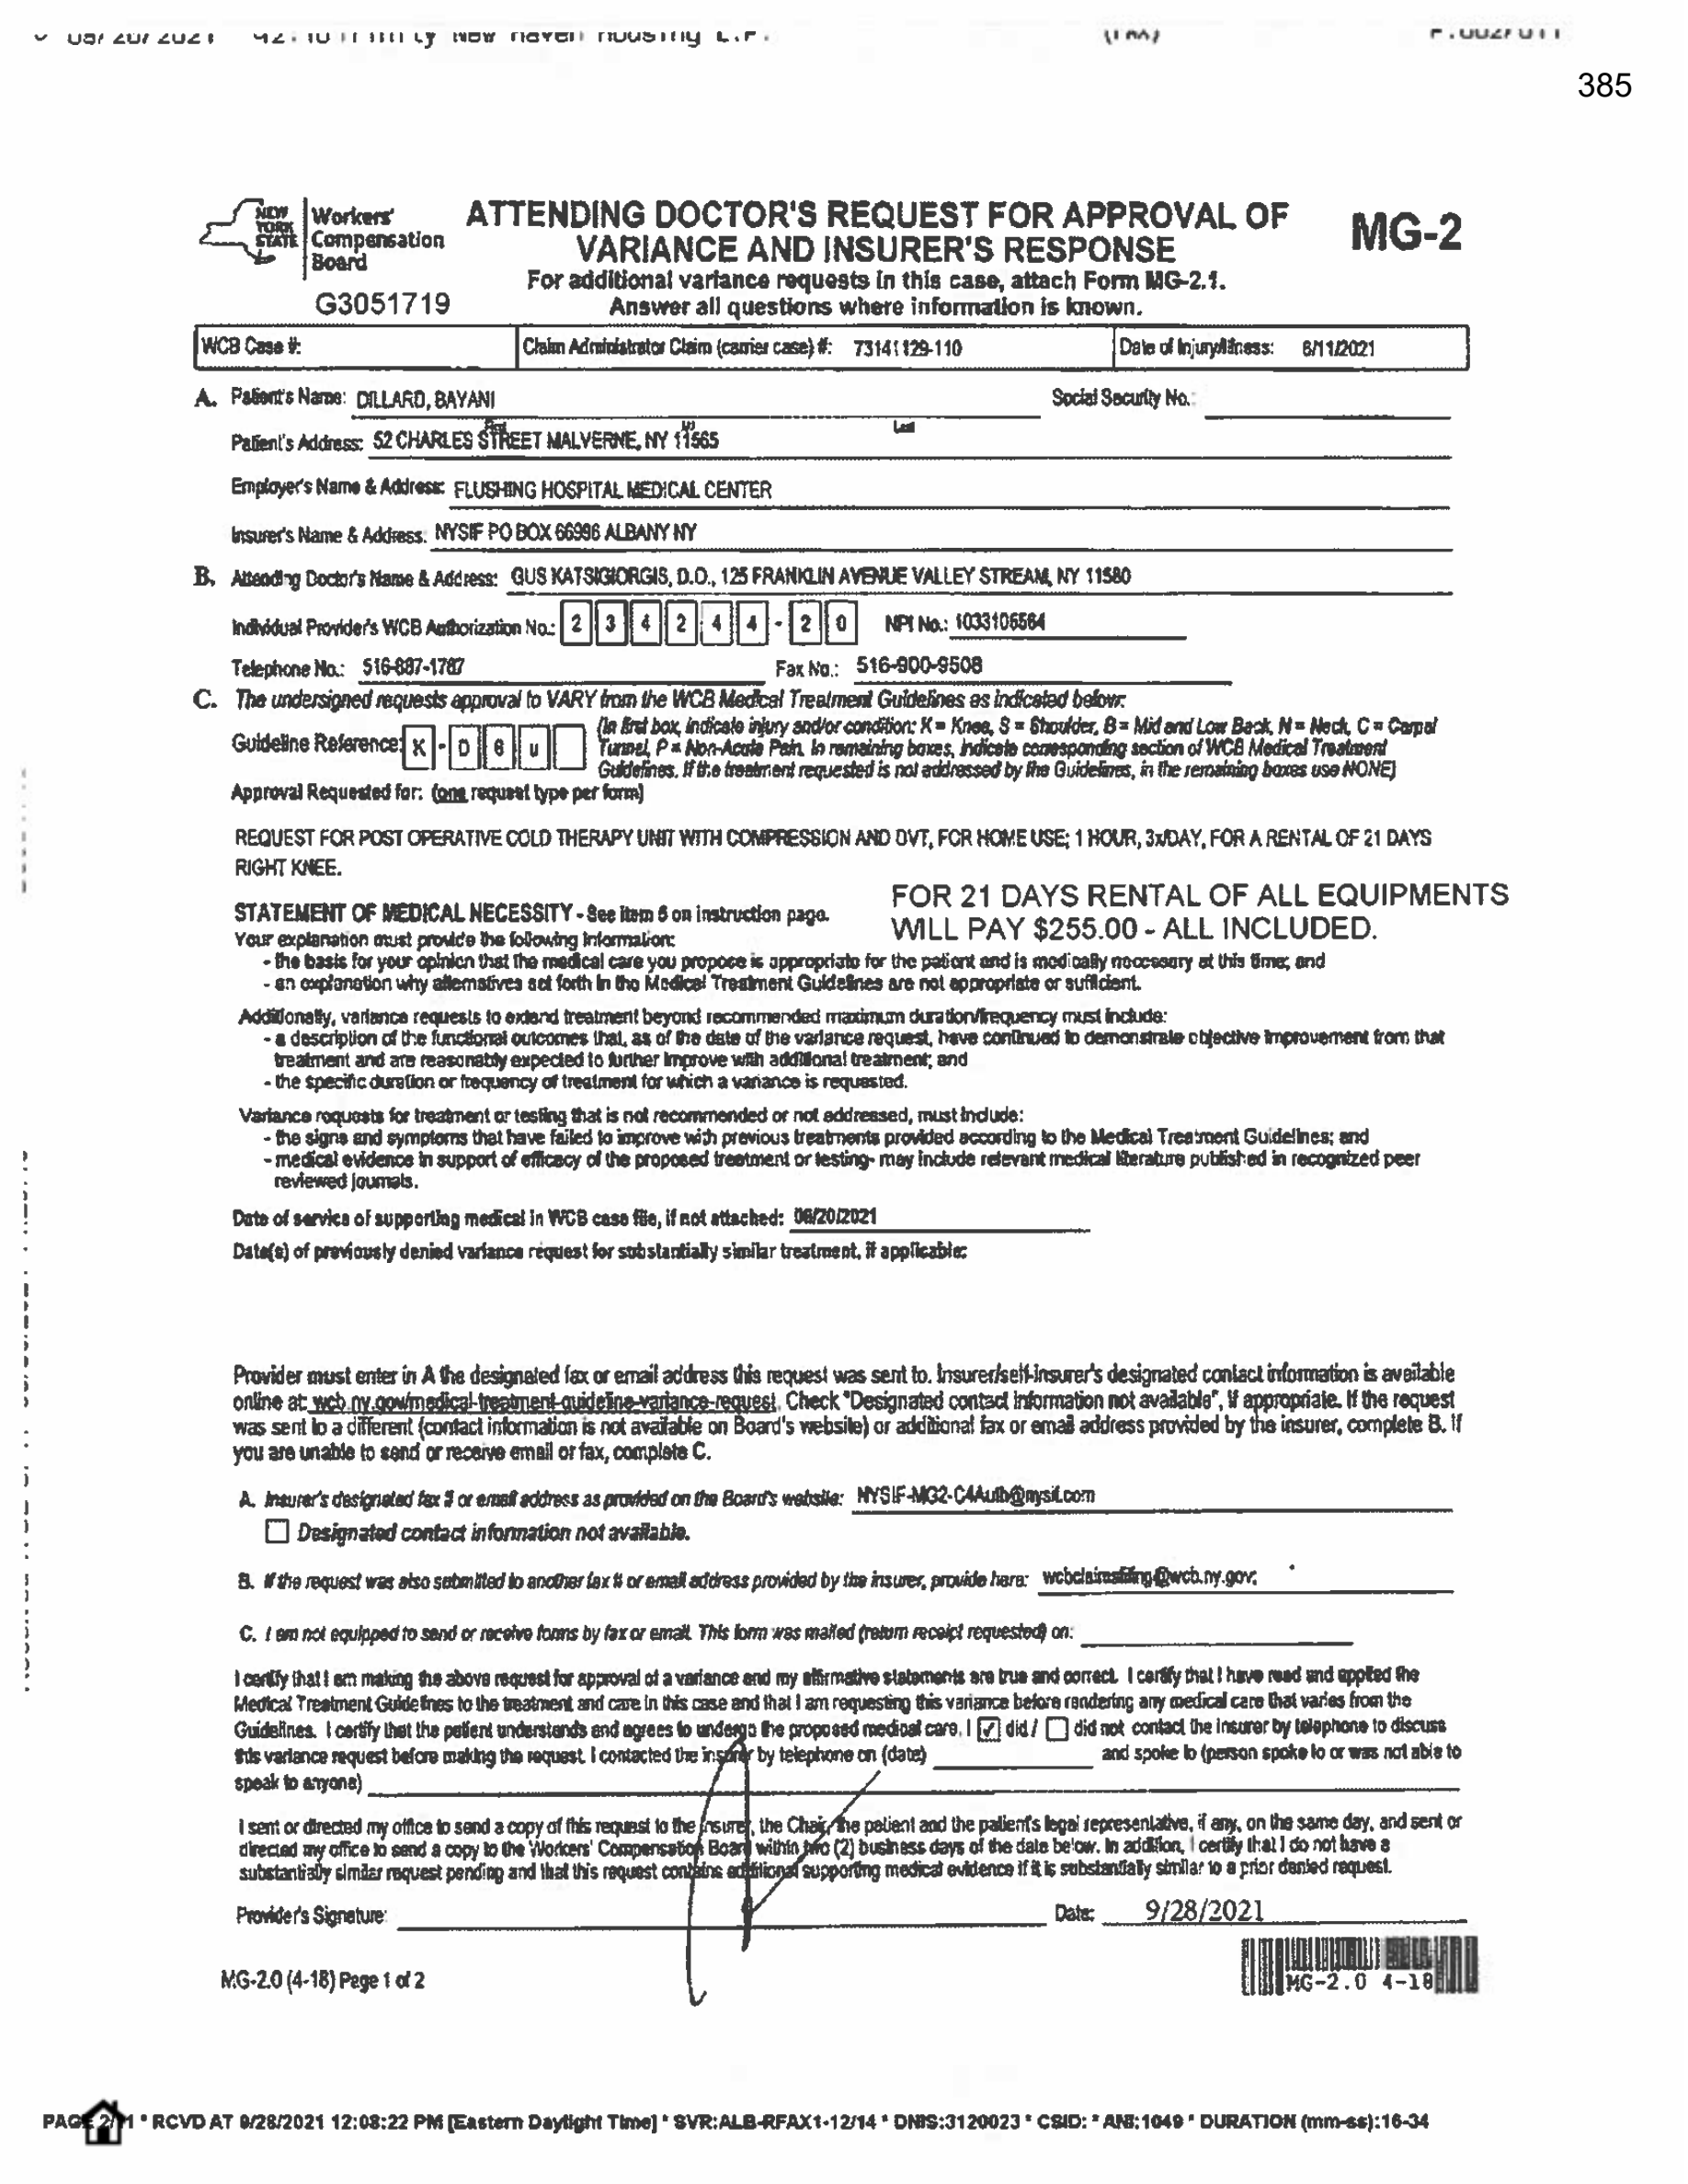 (FAX)
385
NEW YORK STATE
Workers' Compensation Board
ATTENDING DOCTOR'S REQUEST FOR APPROVAL OF
VARIANCE AND INSURER'S RESPONSE
MG-2
For additional variance requests in this case, attach Form MG-2.1.
G3051719
Answer all questions where information is known.
WCB Case #: Claim Administrator Claim (carrier case) #: 73141129-110 Date of Injury/Illness: 6/11/2021
A. Patient's Name: DILLARD, BAYANI Social Security No.:
First MI Last
Patient's Address: 52 CHARLES STREET MALVERNE, NY 11565
Employer's Name & Address: FLUSHING HOSPITAL MEDICAL CENTER
Insurer's Name & Address: NYSIF PO BOX 66996 ALBANY NY
B. Attending Doctor's Name & Address: GUS KATSIGIORGIS, D.O., 125 FRANKLIN AVENUE VALLEY STREAM, NY 11580
Individual Provider's WCB Authorization No.: 2 3 4 2 4 4 - 2 0 NPI No.: 1033106564
Telephone No.: 516-887-1787 Fax No.: 516-900-9508
C. The undersigned requests approval to VARY from the WCB Medical Treatment Guidelines as indicated below:
Guideline Reference: K - D 6 u
(In first box, indicate injury and/or condition: K = Knee, S = Shoulder, B = Mid and Low Back, N = Neck, C = Carpal
Tunnel, P = Non-Acute Pain. In remaining boxes, indicate corresponding section of WCB Medical Treatment
Guidelines. If the treatment requested is not addressed by the Guidelines, in the remaining boxes use NONE)
Approval Requested for: (one request type per form)
REQUEST FOR POST OPERATIVE COLD THERAPY UNIT WITH COMPRESSION AND DVT, FOR HOME USE; 1 HOUR, 3x/DAY, FOR A RENTAL OF 21 DAYS
RIGHT KNEE.
FOR 21 DAYS RENTAL OF ALL EQUIPMENTS
WILL PAY $255.00 - ALL INCLUDED.
STATEMENT OF MEDICAL NECESSITY - See item 6 on instruction page.
Your explanation must provide the following information:
- the basis for your opinion that the medical care you propose is appropriate for the patient and is medically necessary at this time; and
- an explanation why alternatives set forth in the Medical Treatment Guidelines are not appropriate or sufficient.
Additionally, variance requests to extend treatment beyond recommended maximum duration/frequency must include:
- a description of the functional outcomes that, as of the date of the variance request, have continued to demonstrate objective improvement from that
treatment and are reasonably expected to further improve with additional treatment; and
- the specific duration or frequency of treatment for which a variance is requested.
Variance requests for treatment or testing that is not recommended or not addressed, must include:
- the signs and symptoms that have failed to improve with previous treatments provided according to the Medical Treatment Guidelines; and
- medical evidence in support of efficacy of the proposed treatment or testing- may include relevant medical literature published in recognized peer
reviewed journals.
Date of service of supporting medical in WCB case file, if not attached: 08/20/2021
Date(s) of previously denied variance request for substantially similar treatment, if applicable:
Provider must enter in A the designated fax or email address this request was sent to. Insurer/self-insurer's designated contact information is available
online at: wcb.ny.gov/medical-treatment-guideline-variance-request. Check "Designated contact information not available", if appropriate. If the request
was sent to a different (contact information is not available on Board's website) or additional fax or email address provided by the insurer, complete B. If
you are unable to send or receive email or fax, complete C.
A. Insurer's designated fax # or email address as provided on the Board's website: NYSIF-MG2-C4Auth@nysif.com
Designated contact information not available.
B. If the request was also submitted to another fax # or email address provided by the insurer, provide here: wcbclaimsfiling@wcb.ny.gov;
C. I am not equipped to send or receive forms by fax or email. This form was mailed (return receipt requested) on:
I certify that I am making the above request for approval of a variance and my affirmative statements are true and correct. I certify that I have read and applied the
Medical Treatment Guidelines to the treatment and care in this case and that I am requesting this variance before rendering any medical care that varies from the
Guidelines. I certify that the patient understands and agrees to undergo the proposed medical care. I ☑ did / ☐ did not contact the insurer by telephone to discuss
this variance request before making the request. I contacted the insurer by telephone on (date) and spoke to (person spoke to or was not able to
speak to anyone)
I sent or directed my office to send a copy of this request to the insurer, the Chair, the patient and the patient's legal representative, if any, on the same day, and sent or
directed my office to send a copy to the Workers' Compensation Board within two (2) business days of the date below. In addition, I certify that I do not have a
substantially similar request pending and that this request contains additional supporting medical evidence if it is substantially similar to a prior denied request.
Provider's Signature: Date: 9/28/2021
MG-2.0 (4-18) Page 1 of 2
MG-2.0 4-18
PAGE 2/11 * RCVD AT 9/28/2021 12:08:22 PM [Eastern Daylight Time] * SVR:ALB-RFAX1-12/14 * DNIS:3120023 * CSID: * ANI:1049 * DURATION (mm-ss):16-34